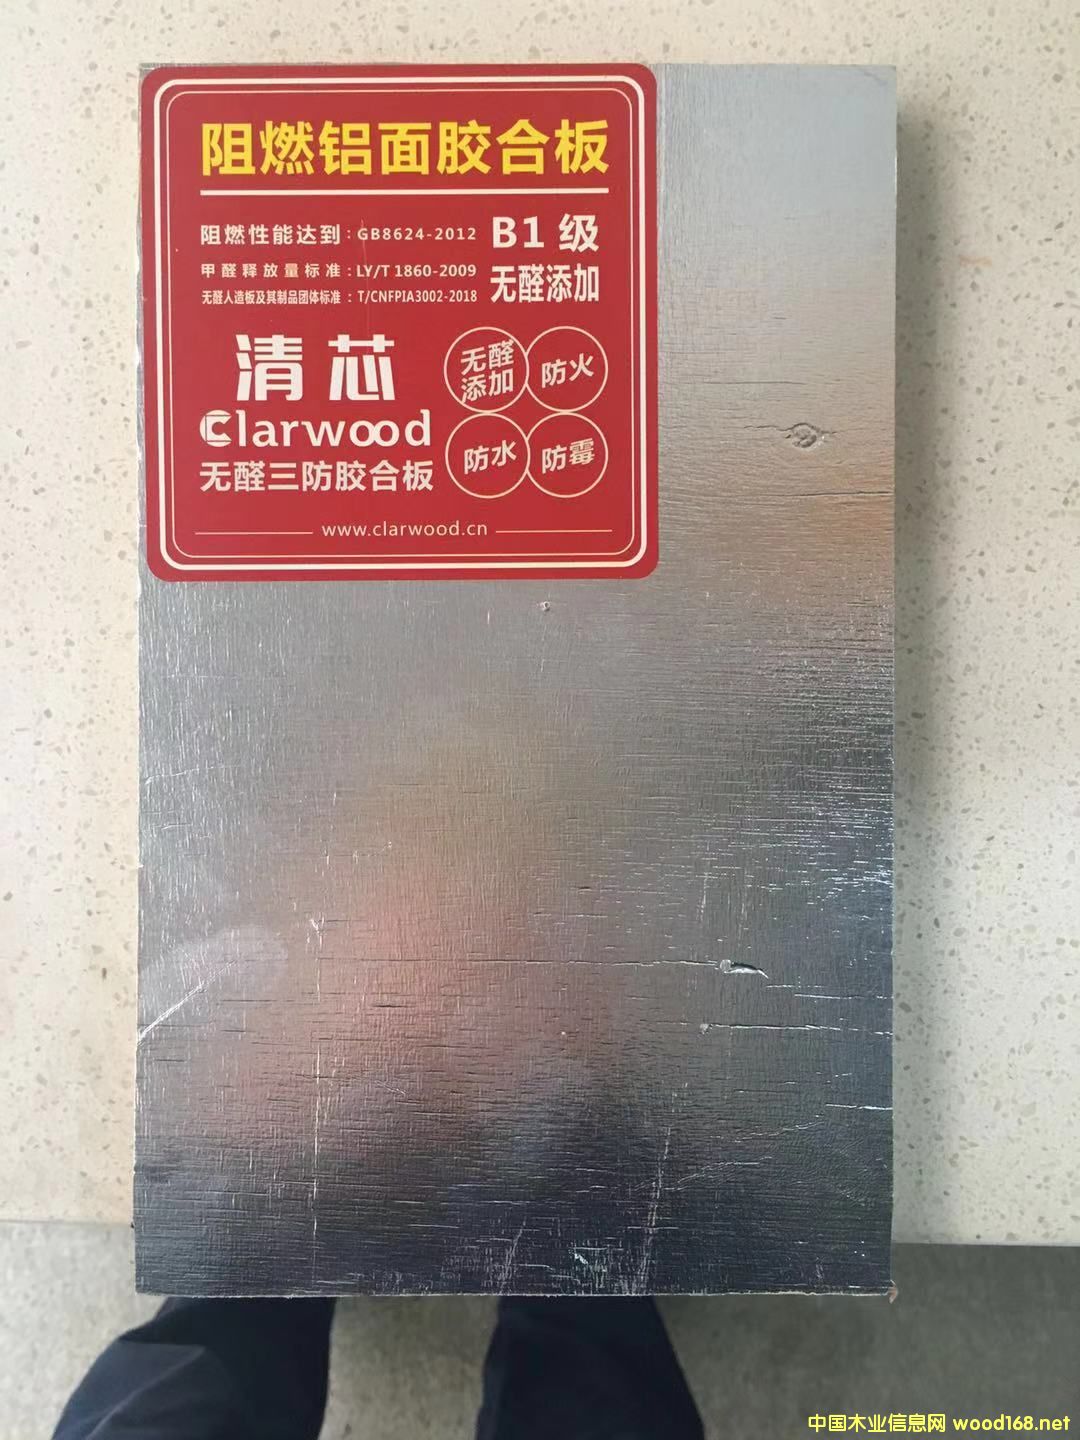 阻燃铝面胶合板
阻燃性能达到：GB8624-2012 B1级
甲醛释放量标准：LY/T 1860-2009
无醛人造板及其制品团体标准：T/CNFPIA3002-2018
无醛添加
清芯
Clarwood
无醛三防胶合板
无醛
添加
防火
防水
防霉
www.clarwood.cn
中国木业信息网 wood168.net